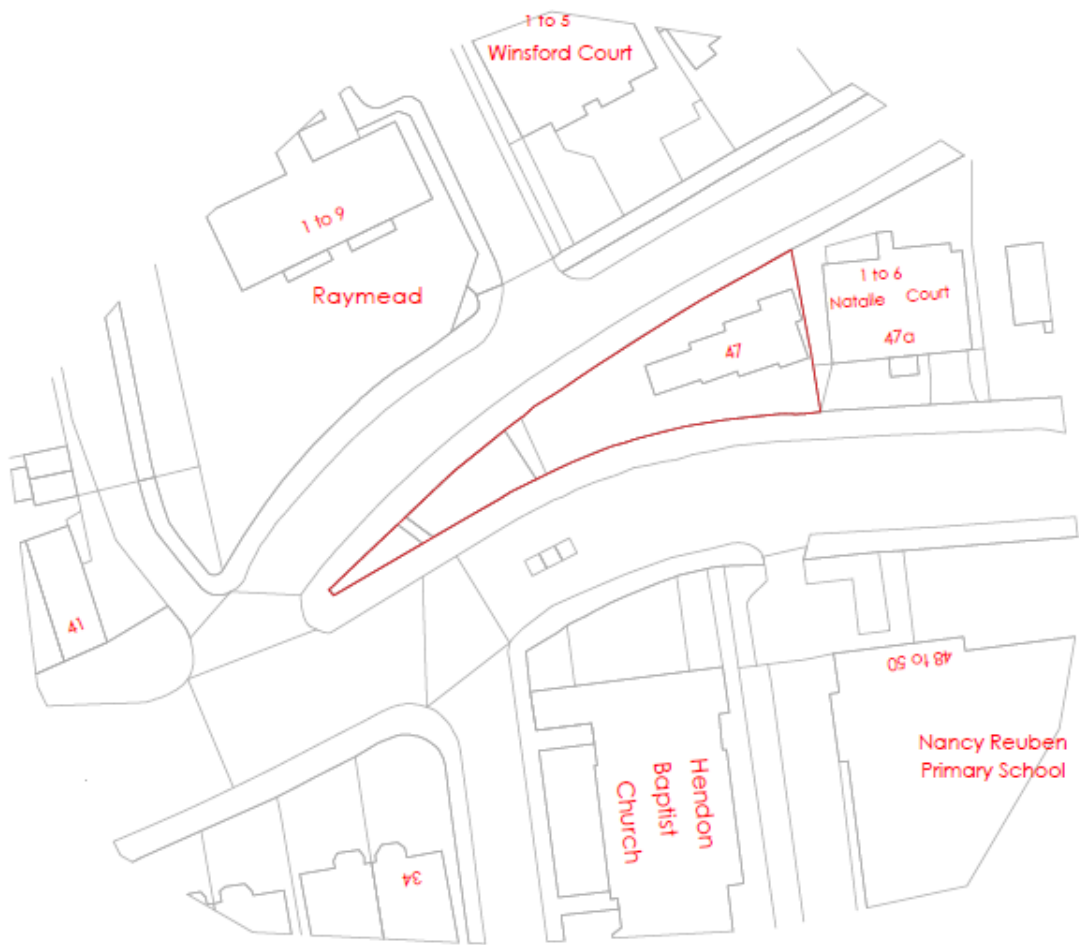 1 to 5
Winsford Court
1 to 9
Raymead
1 to 6
Natalie Court
47a
47
41
48 to 50
Nancy Reuben
Primary School
Hendon
Baptist
Church
34